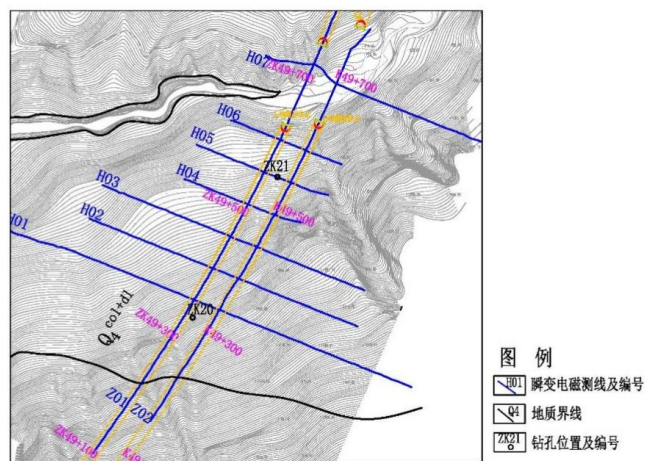 H07
ZK49+700
K49+700
H06
H05
ZK21
H04
H03
ZK49+500
K49+500
H02
H01
ZK20
Q4 col+dl
ZK49+300
K49+300
Z01
Z02
ZK49+100
图 例
H01 瞬变电磁测线及编号
Q4 地质界线
ZK21 钻孔位置及编号